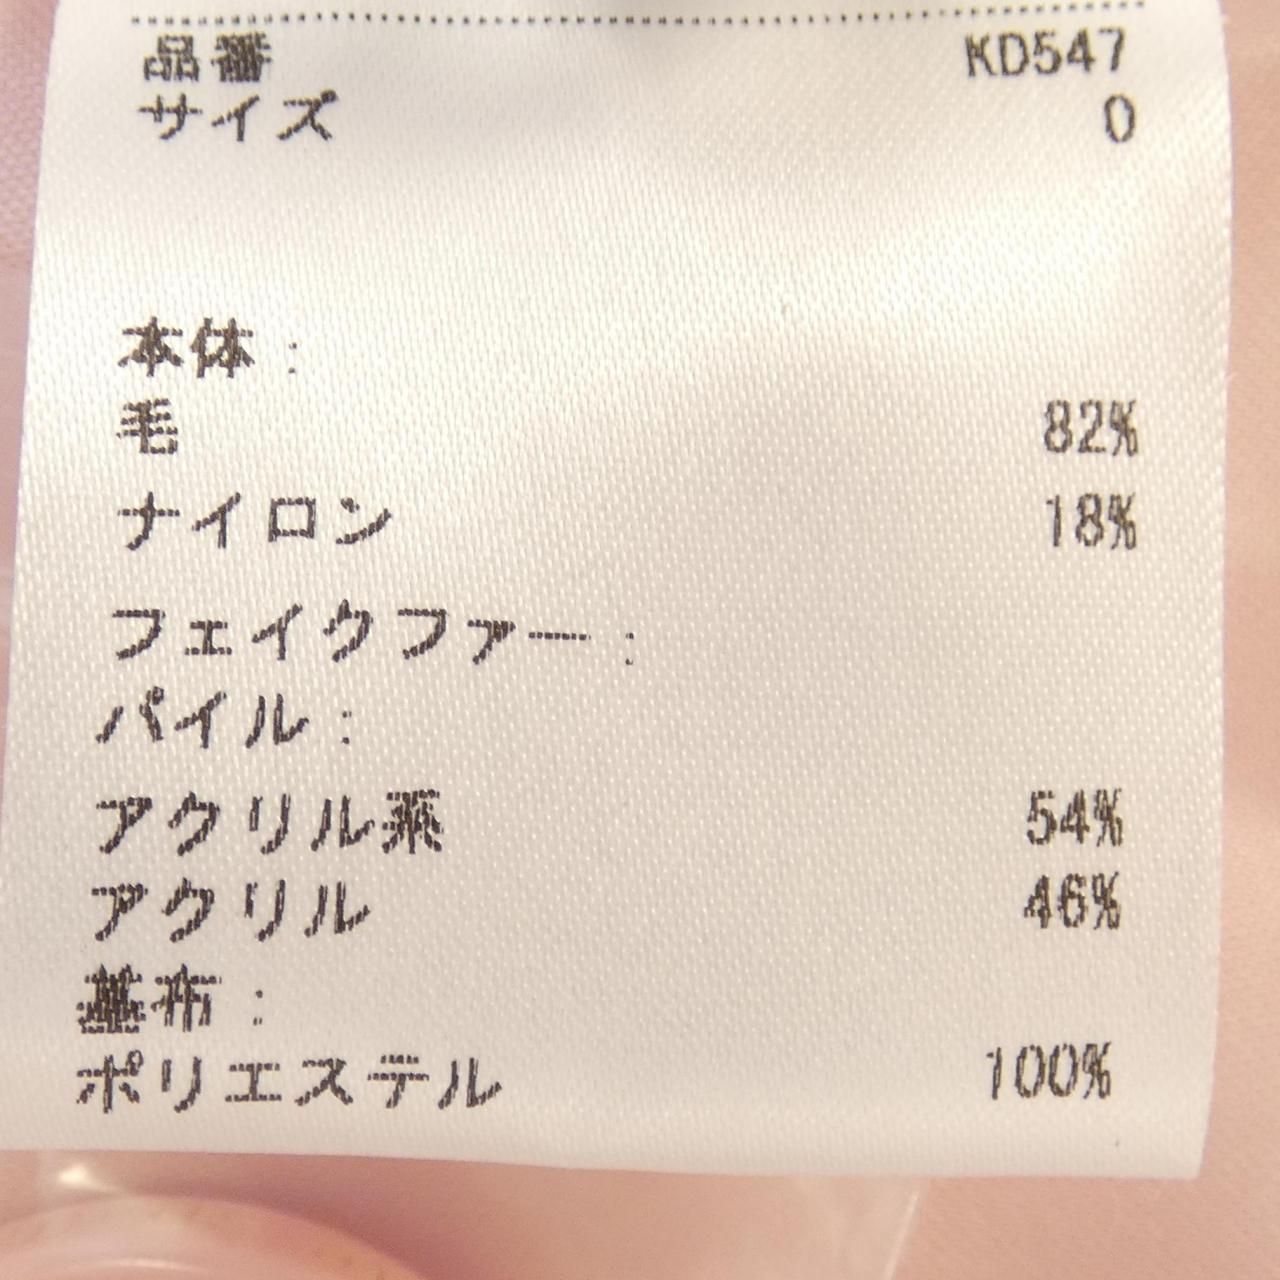 品番 KD547
サイズ 0
本体：
毛 82%
ナイロン 18%
フェイクファー：
パイル：
アクリル系 54%
アクリル 46%
基布：
ポリエステル 100%